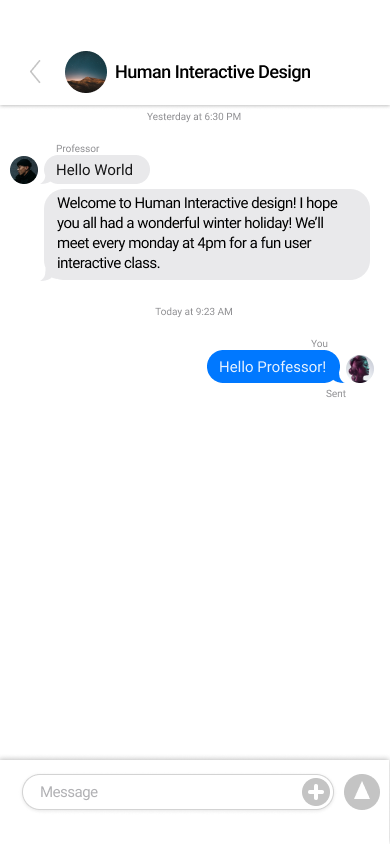 Human Interactive Design
Yesterday at 6:30 PM
Professor
Hello World
Welcome to Human Interactive design! I hope
you all had a wonderful winter holiday! We'll
meet every monday at 4pm for a fun user
interactive class.
Today at 9:23 AM
You
Hello Professor!
Sent
Message